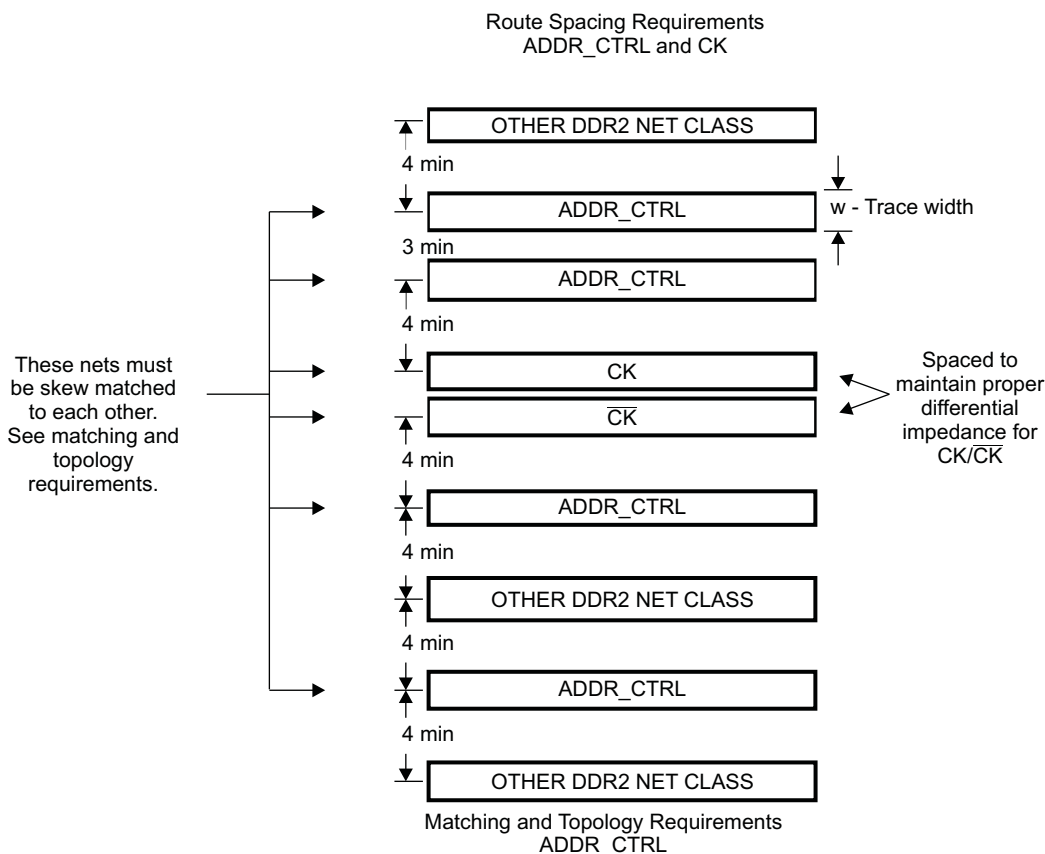 Route Spacing Requirements
ADDR_CTRL and CK
OTHER DDR2 NET CLASS
4 min
ADDR_CTRL
w - Trace width
3 min
ADDR_CTRL
4 min
These nets must
be skew matched
to each other.
See matching and
topology
requirements.
CK
C̅K̅
Spaced to
maintain proper
differential
impedance for
CK/C̅K̅
4 min
ADDR_CTRL
4 min
OTHER DDR2 NET CLASS
4 min
ADDR_CTRL
4 min
OTHER DDR2 NET CLASS
Matching and Topology Requirements
ADDR_CTRL